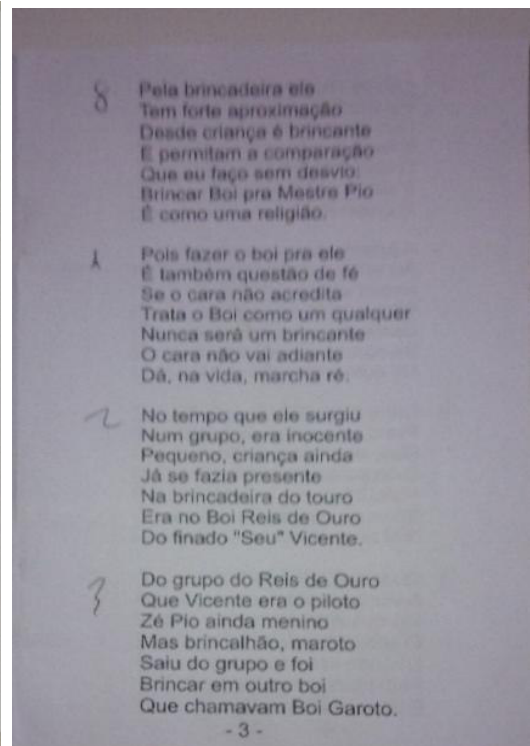 8
Pela brincadeira ele
Tem forte aproximação
Desde criança é brincante
E permitam a comparação
Que eu faço sem desvio:
Brincar Boi pra Mestre Pio
É como uma religião.
1
Pois fazer o boi pra ele
É também questão de fé
Se o cara não acredita
Trata o Boi como um qualquer
Nunca será um brincante
O cara não vai adiante
Dá, na vida, marcha ré.
2
No tempo que ele surgiu
Num grupo, era inocente
Pequeno, criança ainda
Já se fazia presente
Na brincadeira do touro
Era no Boi Reis de Ouro
Do finado "Seu" Vicente.
3
Do grupo do Reis de Ouro
Que Vicente era o piloto
Zé Pio ainda menino
Mas brincalhão, maroto
Saiu do grupo e foi
Brincar em outro boi
Que chamavam Boi Garoto.
- 3 -